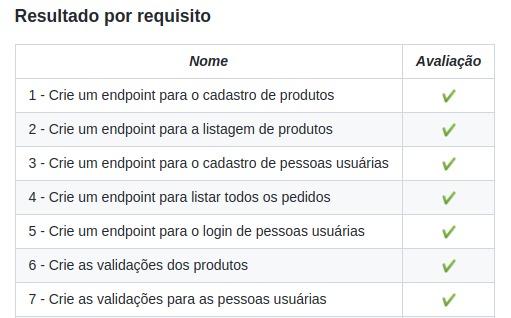 Resultado por requisito
Nome Avaliação
1 - Crie um endpoint para o cadastro de produtos ✔
2 - Crie um endpoint para a listagem de produtos ✔
3 - Crie um endpoint para o cadastro de pessoas usuárias ✔
4 - Crie um endpoint para listar todos os pedidos ✔
5 - Crie um endpoint para o login de pessoas usuárias ✔
6 - Crie as validações dos produtos ✔
7 - Crie as validações para as pessoas usuárias ✔